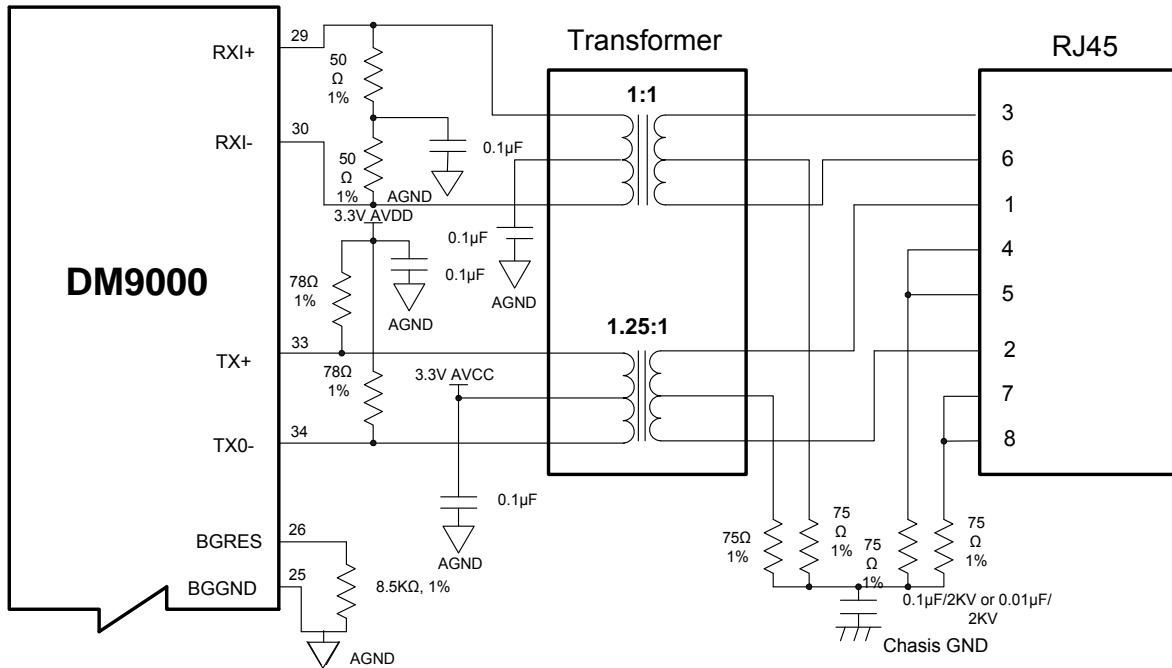 DM9000
RXI+
29
RXI-
30
TX+
33
TX0-
34
BGRES
26
BGGND
25
50
Ω
1%
50
Ω
1%
0.1µF
AGND
3.3V AVDD
0.1µF
AGND
78Ω
1%
78Ω
1%
0.1µF
AGND
3.3V AVCC
0.1µF
AGND
8.5KΩ, 1%
AGND
Transformer
1:1
1.25:1
RJ45
3
6
1
4
5
2
7
8
75Ω
1%
75
Ω
1%
75
Ω
1%
75
Ω
1%
0.1µF/2KV or 0.01µF/
2KV
Chasis GND